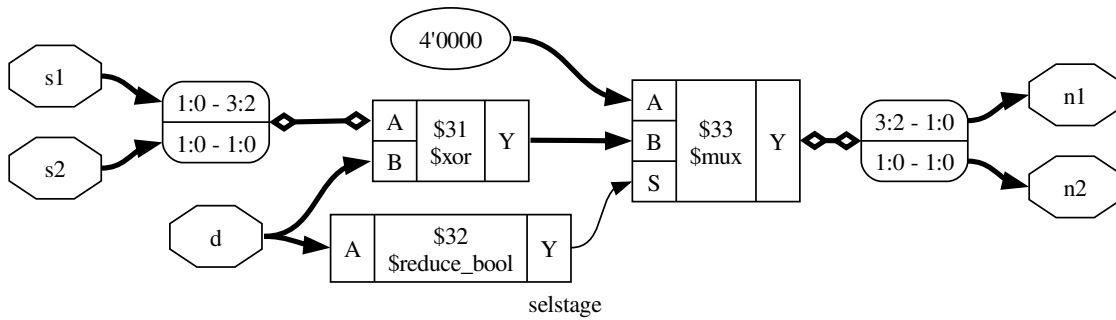 4'0000
s1
s2
1:0 - 3:2
1:0 - 1:0
A
B
$31
$xor
Y
A
B
S
$33
$mux
Y
3:2 - 1:0
1:0 - 1:0
n1
n2
d
A
$32
$reduce_bool
Y
selstage